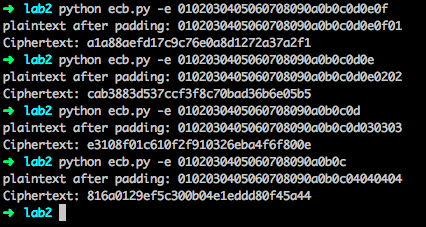 ➜ lab2 python ecb.py -e 0102030405060708090a0b0c0d0e0f
plaintext after padding: 0102030405060708090a0b0c0d0e0f01
Ciphertext: a1a88aefd17c9c76e0a8d1272a37a2f1
➜ lab2 python ecb.py -e 0102030405060708090a0b0c0d0e
plaintext after padding: 0102030405060708090a0b0c0d0e0202
Ciphertext: cab3883d537ccf3f8c70bad36b6e05b5
➜ lab2 python ecb.py -e 0102030405060708090a0b0c0d
plaintext after padding: 0102030405060708090a0b0c0d030303
Ciphertext: e3108f01c610f2f910326eba4f6f800e
➜ lab2 python ecb.py -e 0102030405060708090a0b0c
plaintext after padding: 0102030405060708090a0b0c04040404
Ciphertext: 816a0129ef5c300b04e1eddd80f45a44
➜ lab2